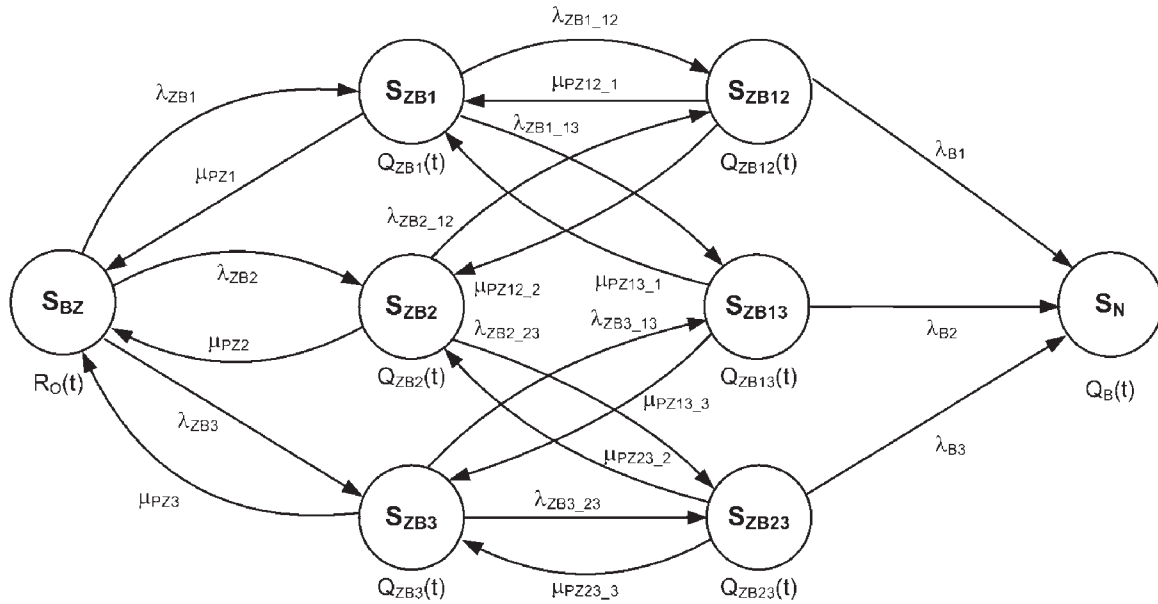 λZB1_12
SZB1
μPZ12_1
SZB12
λZB1
λZB1_13
QZB1(t)
QZB12(t)
λB1
μPZ1
λZB2_12
λZB2
SBZ
SZB2
μPZ12_2
μPZ13_1
SZB13
SN
λZB2_23
λZB3_13
λB2
μPZ2
RO(t)
QZB2(t)
QZB13(t)
QB(t)
μPZ13_3
λZB3
μPZ23_2
λB3
μPZ3
SZB3
λZB3_23
SZB23
QZB3(t)
μPZ23_3
QZB23(t)